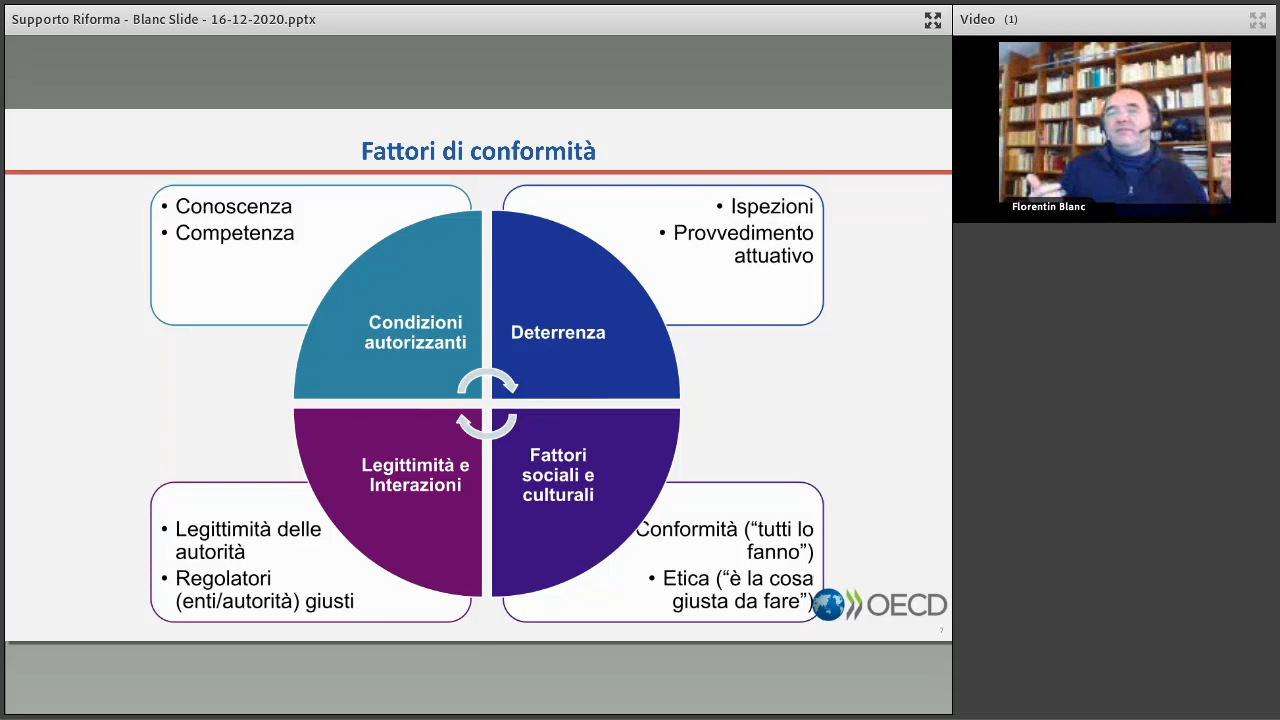 Supporto Riforma - Blanc Slide - 16-12-2020.pptx
Video (1)
Florentin Blanc
Fattori di conformità
• Conoscenza
• Competenza
• Ispezioni
• Provvedimento
attuativo
Condizioni
autorizzanti
Deterrenza
Legittimità e
Interazioni
Fattori
sociali e
culturali
• Legittimità delle
autorità
• Regolatori
(enti/autorità) giusti
Conformità (“tutti lo
fanno”)
• Etica (“è la cosa
giusta da fare”)
OECD
7